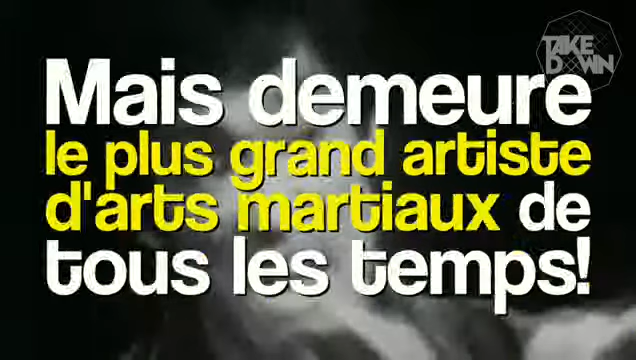 TAKE
DOWN
Mais demeure
le plus grand artiste
d'arts martiaux de
tous les temps!